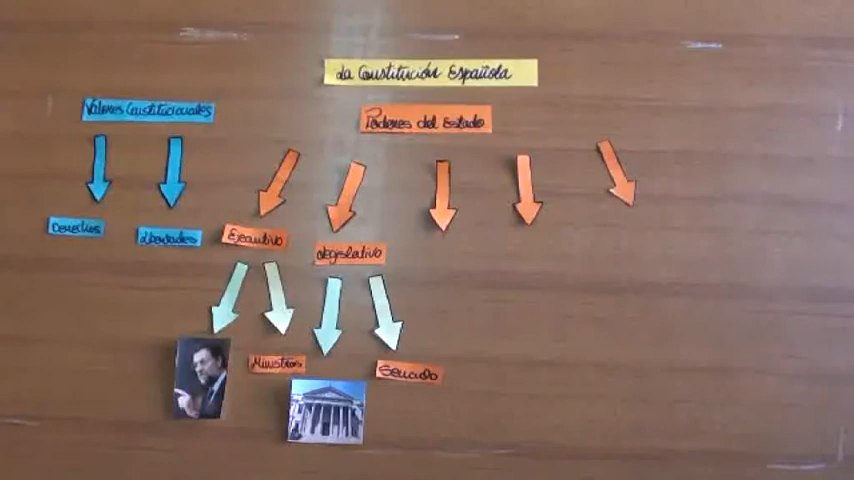 La Constitución Española
Valores Constitucionales
Poderes del Estado
Derechos
Libertades
Ejecutivo
Legislativo
Ministros
Senado